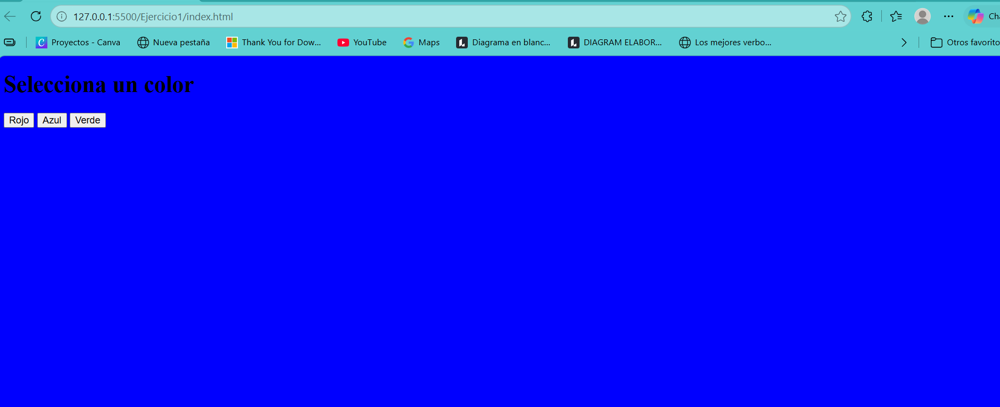 127.0.0.1:5500/Ejercicio1/index.html
Proyectos - Canva Nueva pestaña Thank You for Dow... YouTube Maps Diagrama en blanc... DIAGRAM ELABOR... Los mejores verbo... Otros favorito
Selecciona un color
Rojo Azul Verde